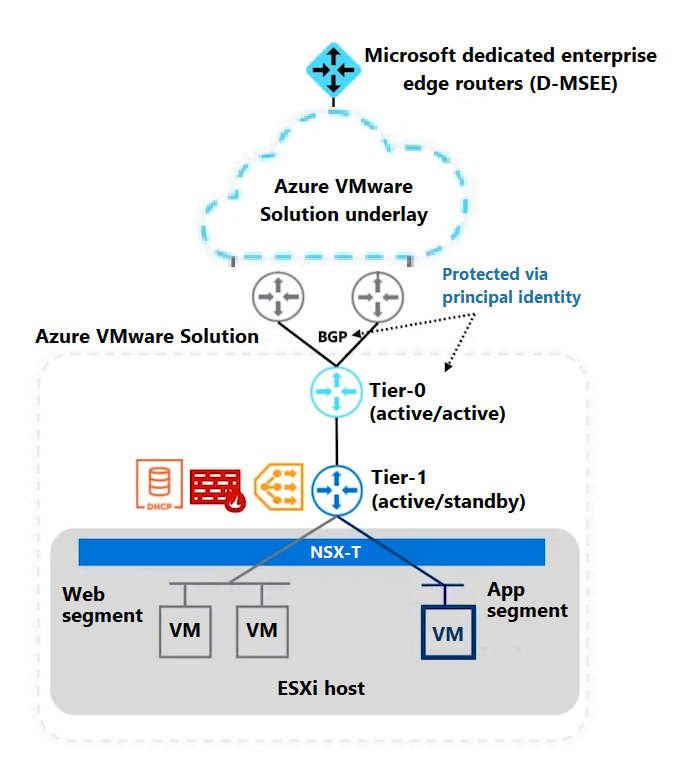 Microsoft dedicated enterprise
edge routers (D-MSEE)
Azure VMware
Solution underlay
Protected via
principal identity
Azure VMware Solution
BGP
Tier-0
(active/active)
Tier-1
(active/standby)
DHCP
NSX-T
Web
segment
App
segment
VM
VM
VM
ESXi host